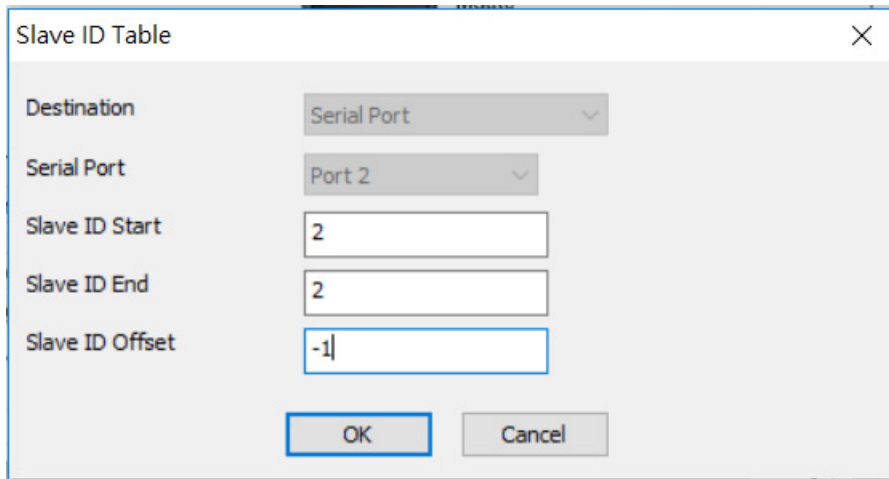 Slave ID Table
Destination Serial Port
Serial Port Port 2
Slave ID Start 2
Slave ID End 2
Slave ID Offset -1
OK Cancel